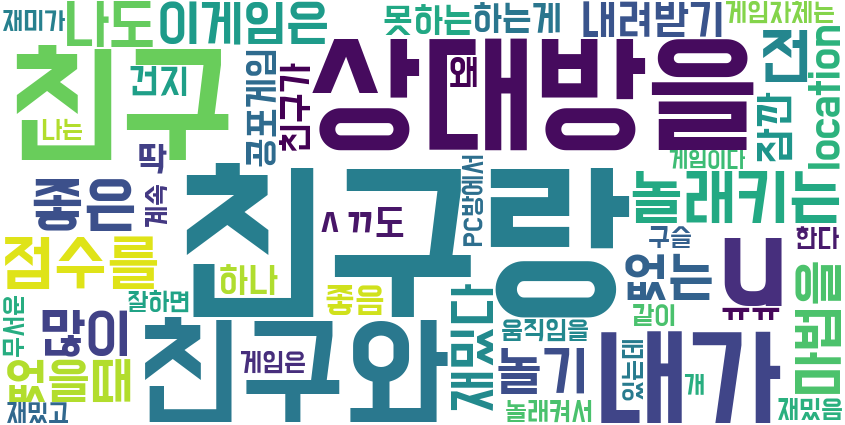 재미가 나도 이게임은 못하는 하는게 내려받기 게임자체는
친구 건지 공포게임 친구가 상대방을 왜 잠깐 전 location
나는 딱
좋은 계속 친구랑 ㅅㄲ도 PC방에서 게임이다 놀래키는
구슬 한다
점수를 하나 좋음 없는 ㅠㅠ 마법을
잘하면 움직임을 같이
무서운 많이 친구와 재밌다 놀기 내가
없을때 게임은 있는데 개
재밌고 놀래켜서 재밌음